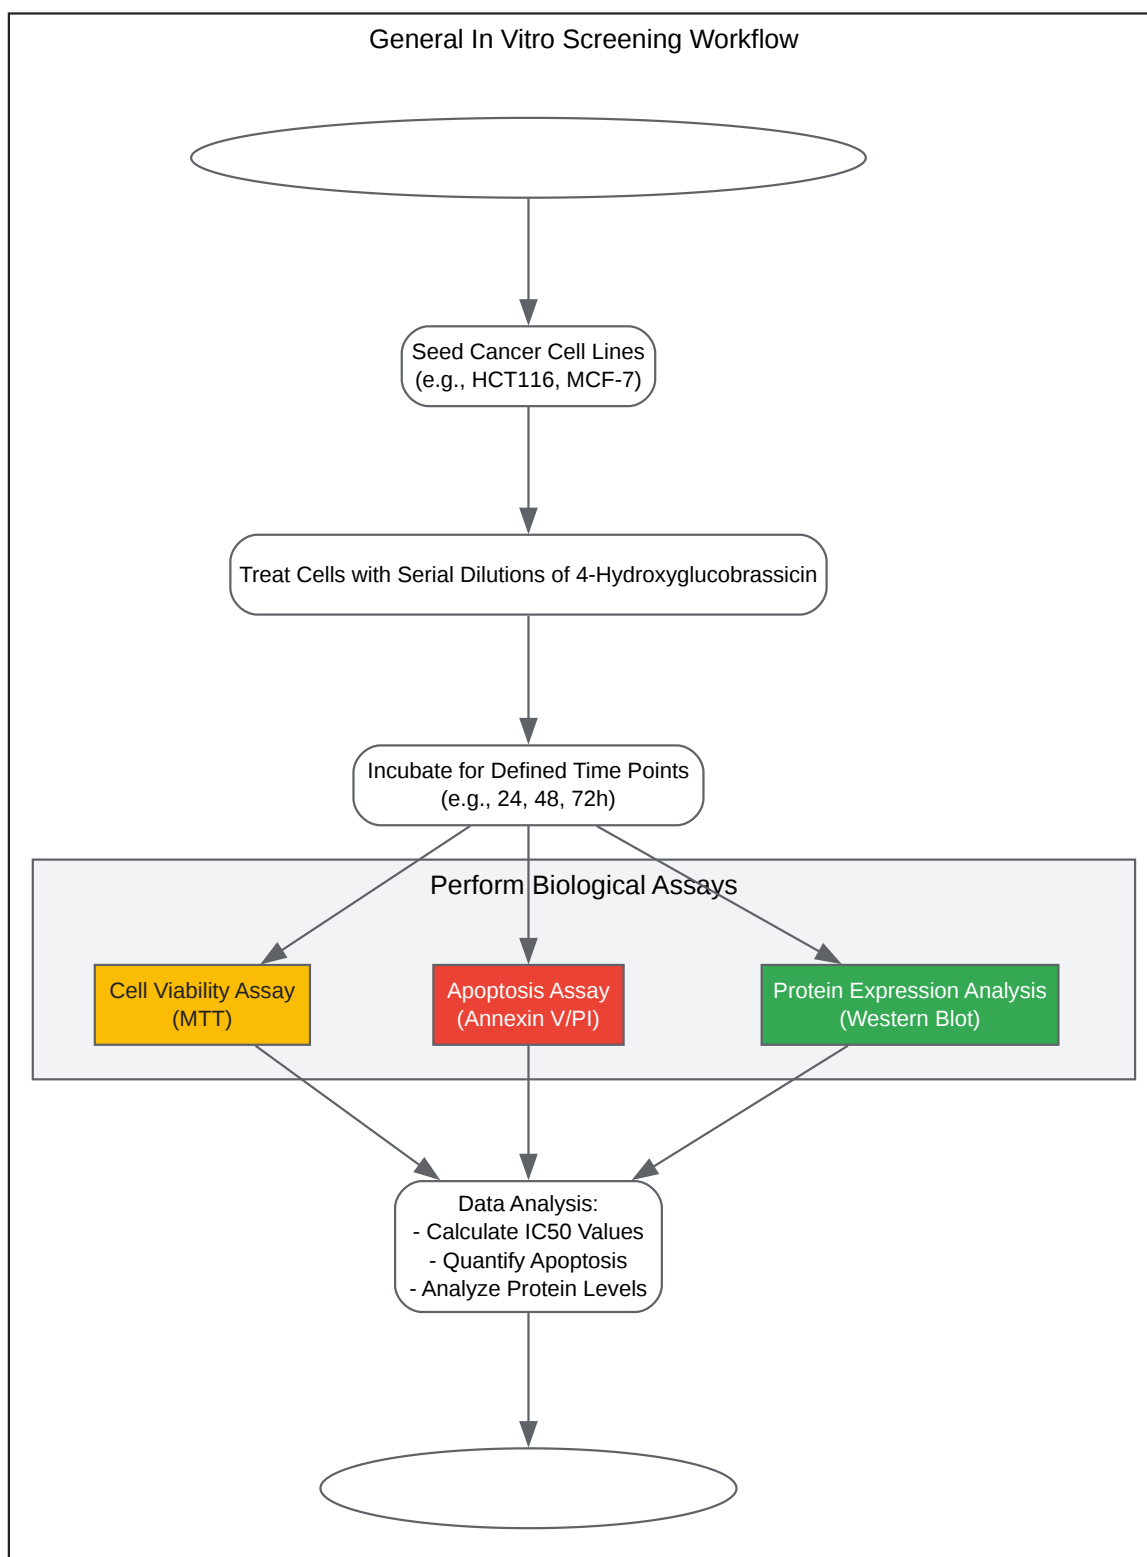 General In Vitro Screening Workflow
Seed Cancer Cell Lines
(e.g., HCT116, MCF-7)
Treat Cells with Serial Dilutions of 4-Hydroxyglucobrassicin
Incubate for Defined Time Points
(e.g., 24, 48, 72h)
Perform Biological Assays
Cell Viability Assay
(MTT)
Apoptosis Assay
(Annexin V/PI)
Protein Expression Analysis
(Western Blot)
Data Analysis:
- Calculate IC50 Values
- Quantify Apoptosis
- Analyze Protein Levels